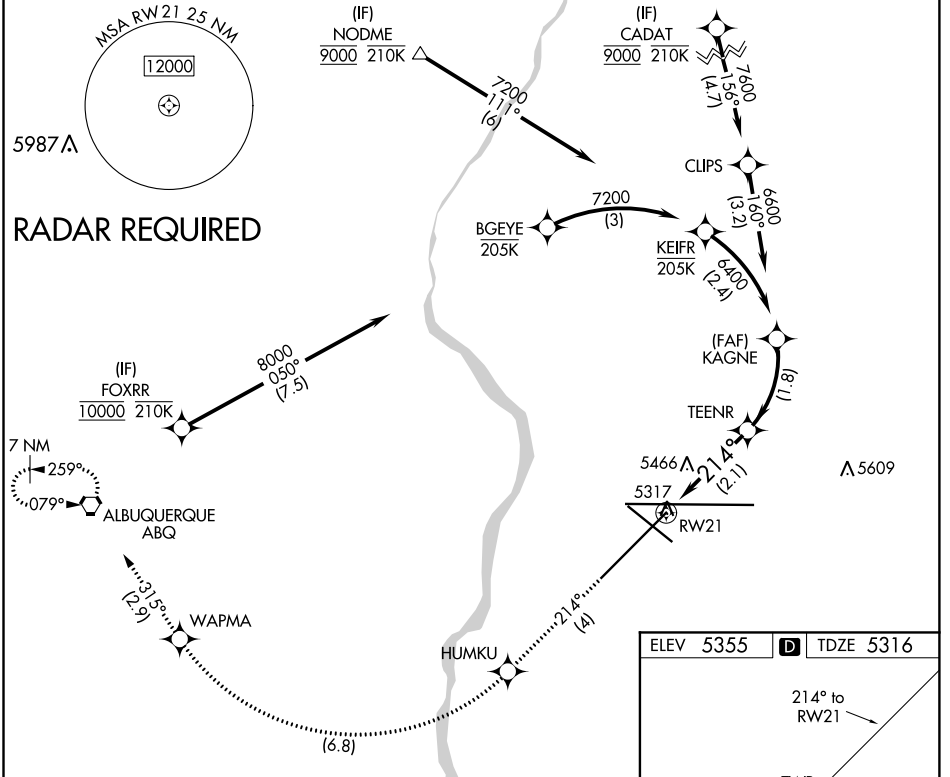 MSA RW 21 25 NM
12000
5987
RADAR REQUIRED
(IF)
NODME
9000 210K
7200
111°
(6)
(IF)
CADAT
9000 210K
7600
156°
(4.7)
CLIPS
6600
160°
(3.2)
BGEYE
205K
7200
(3)
KEIFR
205K
6400
(2.4)
(FAF)
KAGNE
(1.8)
TEENR
214°
(2.1)
5466
5609
5317
RW21
(IF)
FOXRR
10000 210K
8000
050°
(7.5)
7 NM
259°
079°
ALBUQUERQUE
ABQ
315°
(2.9)
WAPMA
(6.8)
HUMKU
214°
(4)
ELEV 5355 D TDZE 5316
214° to
RW21